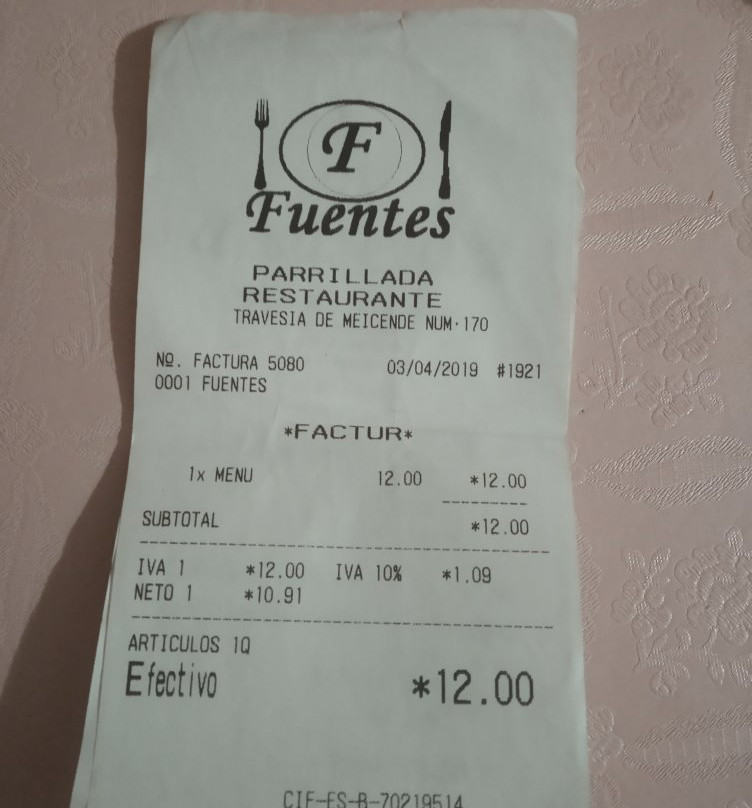 F
Fuentes
PARRILLADA
RESTAURANTE
TRAVESIA DE MEICENDE NUM·170
Nº. FACTURA 5080 03/04/2019 #1921
0001 FUENTES
*FACTUR*
1x MENU 12.00 *12.00
SUBTOTAL *12.00
IVA 1 *12.00 IVA 10% *1.09
NETO 1 *10.91
ARTICULOS 1Q
Efectivo *12.00
CIF-ES-B-70219514